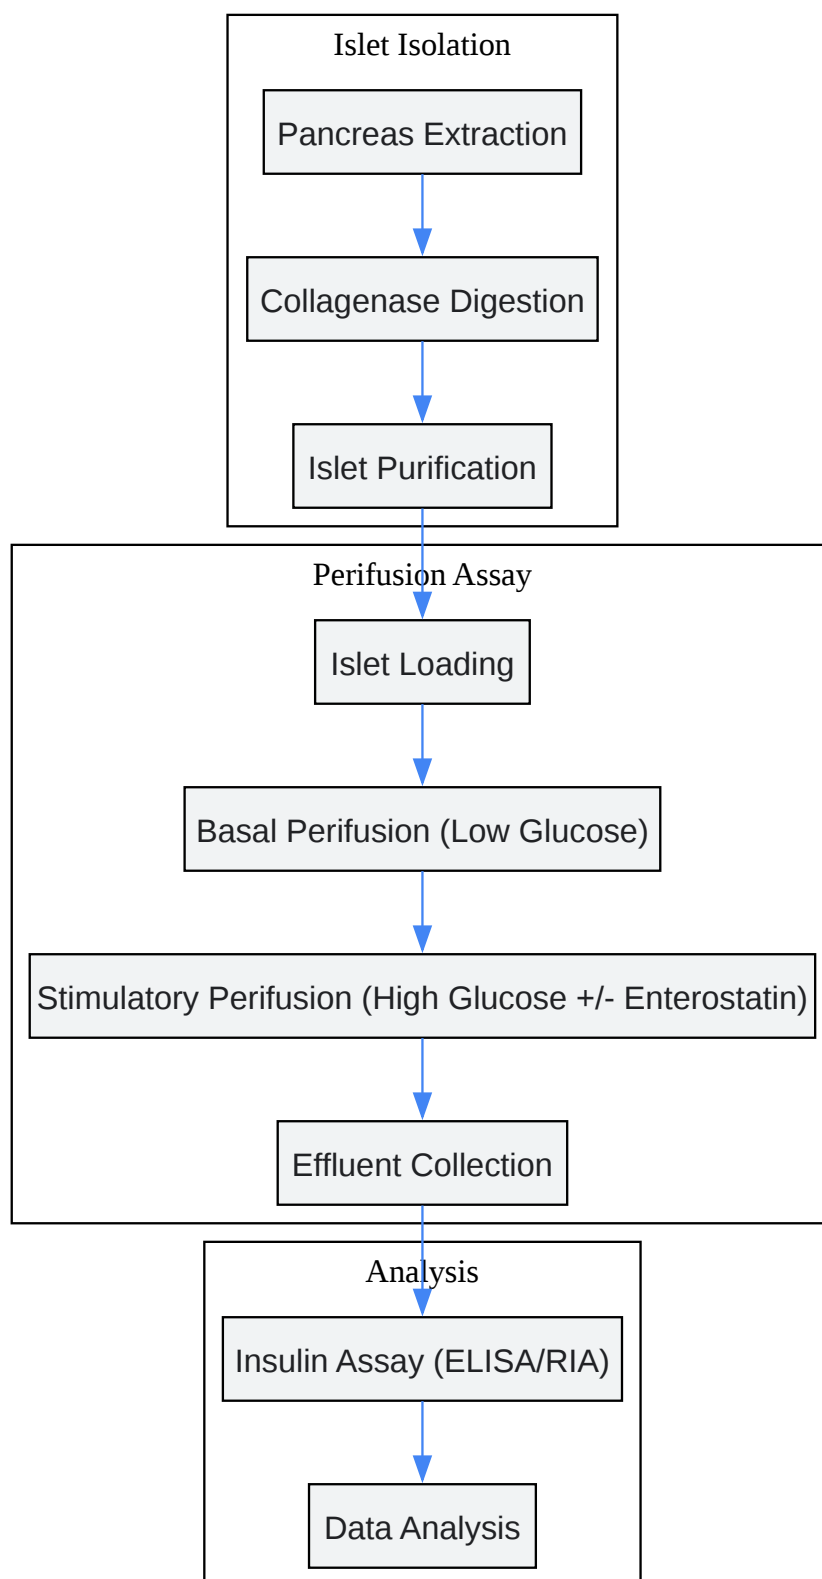 Islet Isolation
Pancreas Extraction
Collagenase Digestion
Islet Purification
Perifusion Assay
Islet Loading
Basal Perifusion (Low Glucose)
Stimulatory Perifusion (High Glucose +/- Enterostatin)
Effluent Collection
Analysis
Insulin Assay (ELISA/RIA)
Data Analysis